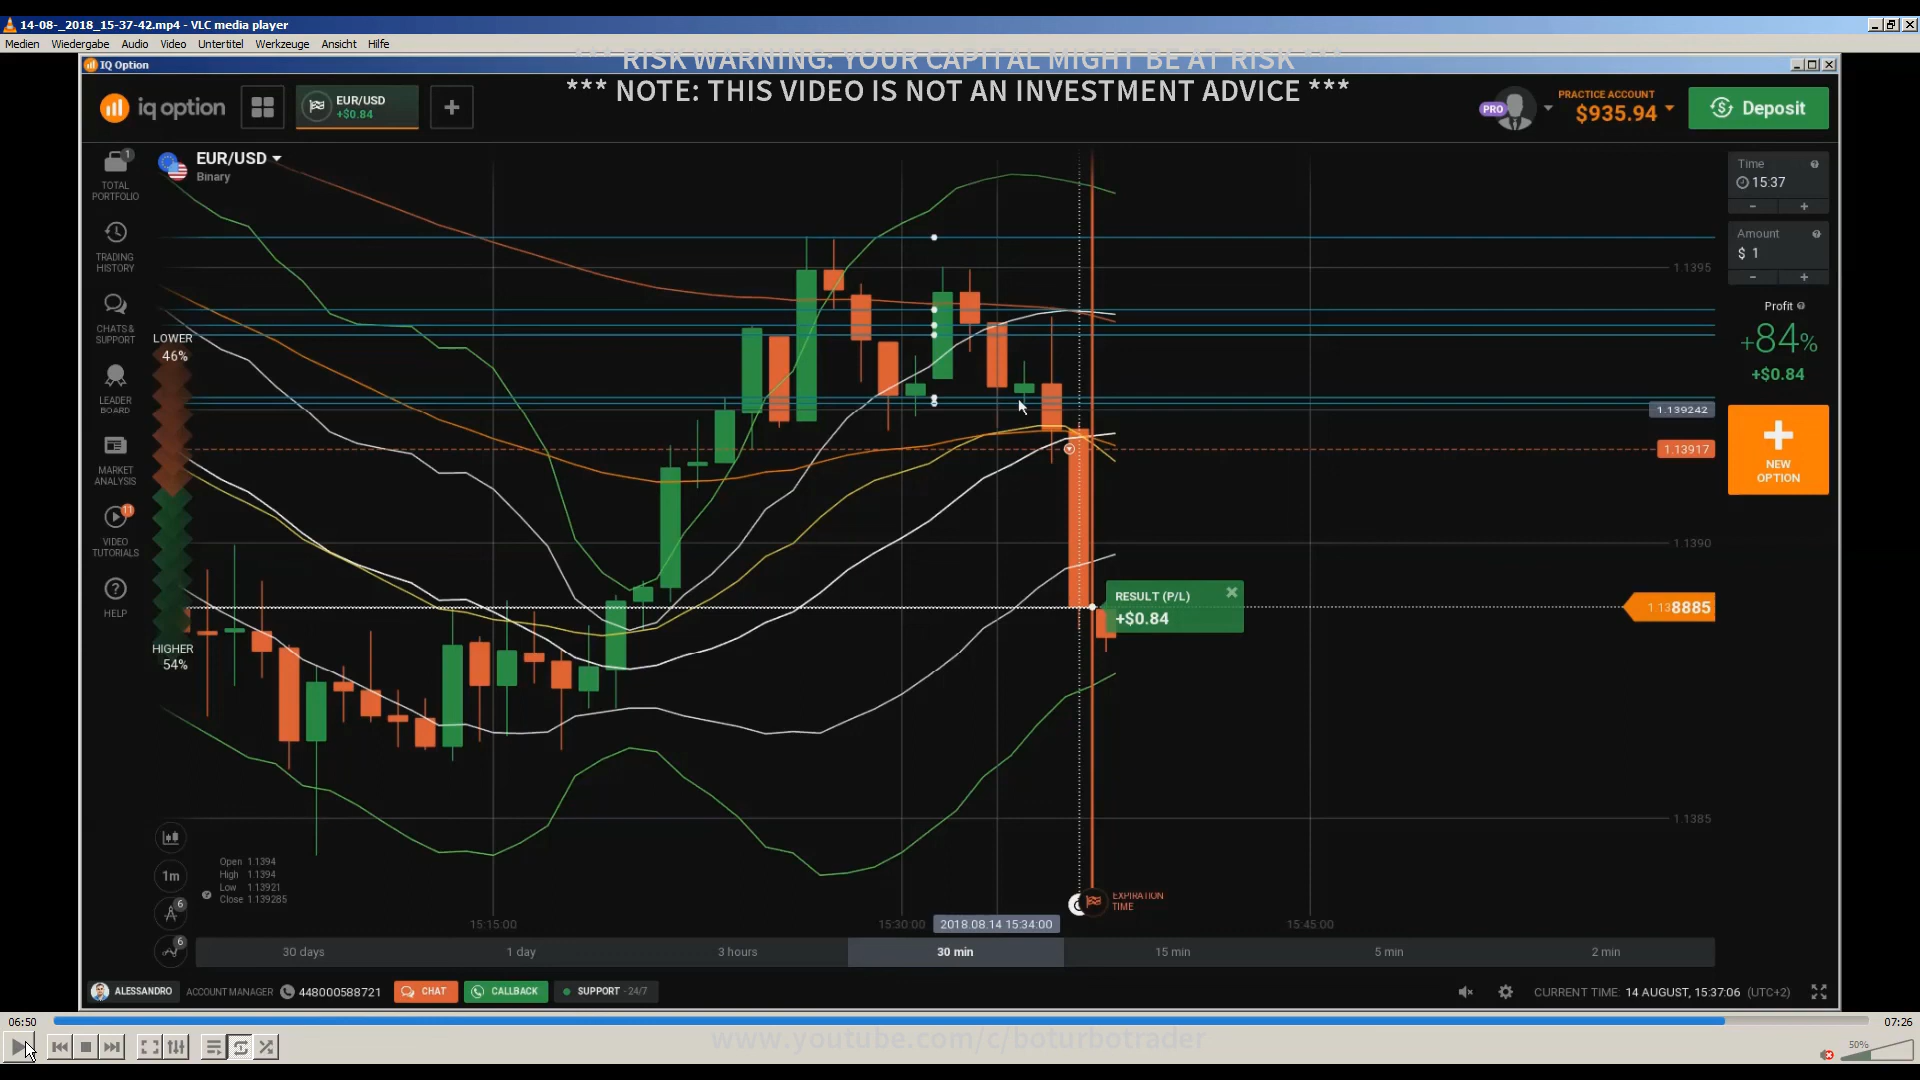 14-08-_2018_15-37-42.mp4 - VLC media player
Medien Wiedergabe Audio Video Untertitel Werkzeuge Ansicht Hilfe
*** RISK WARNING: YOUR CAPITAL MIGHT BE AT RISK ***
IQ Option
*** NOTE: THIS VIDEO IS NOT AN INVESTMENT ADVICE ***
iq option
EUR/USD
+$0.84
PRO
PRACTICE ACCOUNT
$935.94
Deposit
EUR/USD
Binary
1
TOTAL
PORTFOLIO
TRADING
HISTORY
CHATS &
SUPPORT
LEADER
BOARD
MARKET
ANALYSIS
11
VIDEO
TUTORIALS
HELP
LOWER
46%
HIGHER
54%
Time
15:37
- +
Amount
$ 1
- +
Profit
+84%
+$0.84
NEW
OPTION
1.1395
1.139242
1.13917
1.1390
1.138885
1.1385
RESULT (P/L)
+$0.84
EXPIRATION
TIME
1m
6
6
Open 1.1394
High 1.1394
Low 1.13921
Close 1.139285
15:15:00 15:30:00 2018.08.14 15:34:00 15:45:00
30 days 1 day 3 hours 30 min 15 min 5 min 2 min
ALESSANDRO ACCOUNT MANAGER 448000588721 CHAT CALLBACK SUPPORT - 24/7 CURRENT TIME: 14 AUGUST, 15:37:06 (UTC+2)
06:50 07:26
www.youtube.com/c/boturbotrader
50%